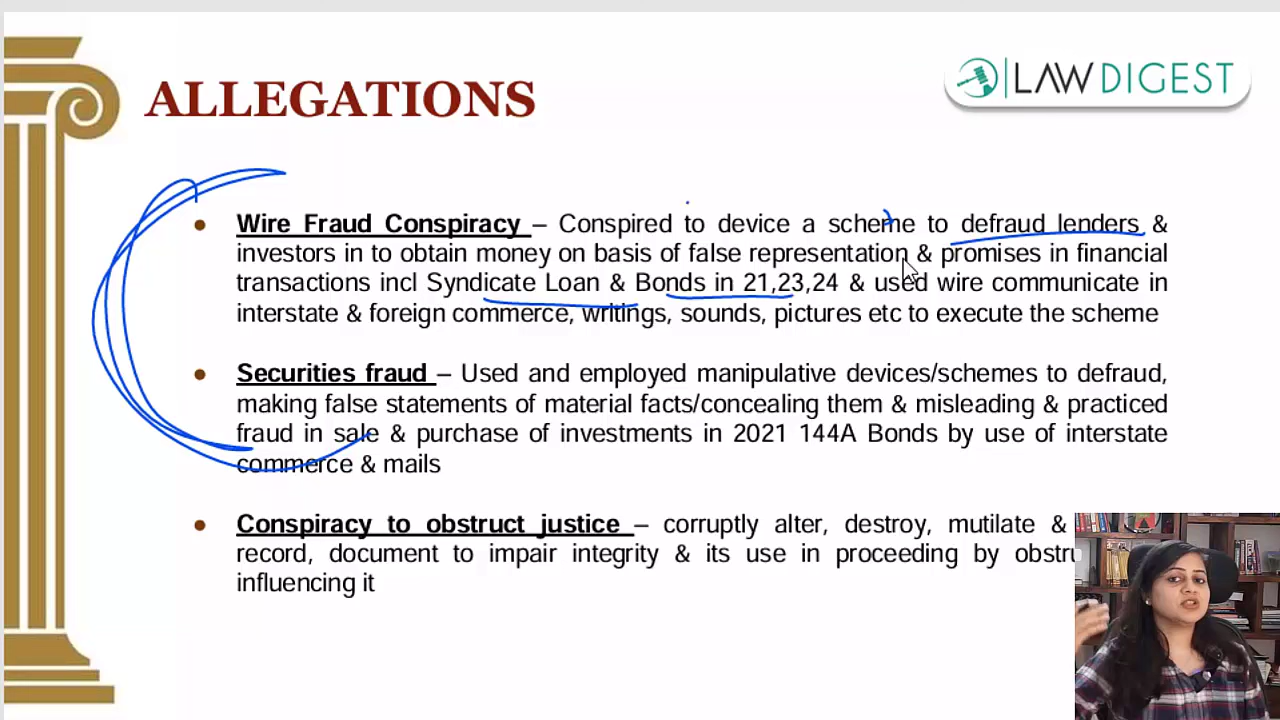 LAWDIGEST
ALLEGATIONS
Wire Fraud Conspiracy – Conspired to device a scheme to defraud lenders &
investors in to obtain money on basis of false representation & promises in financial
transactions incl Syndicate Loan & Bonds in 21,23,24 & used wire communicate in
interstate & foreign commerce, writings, sounds, pictures etc to execute the scheme
Securities fraud – Used and employed manipulative devices/schemes to defraud,
making false statements of material facts/concealing them & misleading & practiced
fraud in sale & purchase of investments in 2021 144A Bonds by use of interstate
commerce & mails
Conspiracy to obstruct justice – corruptly alter, destroy, mutilate &
record, document to impair integrity & its use in proceeding by
influencing it